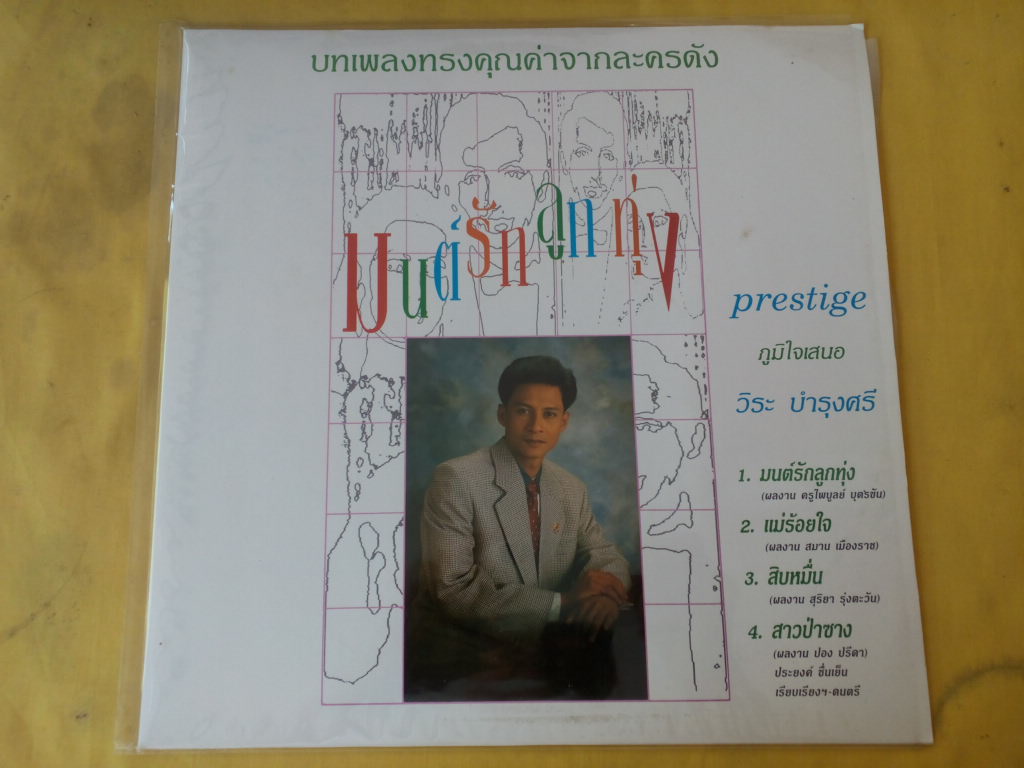 บทเพลงทรงคุณค่าจากละครดัง
มนต์รักลูกทุ่ง
prestige
ภูมิใจเสนอ
วิระ บำรุงศรี
1. มนต์รักลูกทุ่ง
(ผลงาน ครูไพบูลย์ บุตรขัน)
2. แม่ร้อยใจ
(ผลงาน สมาน เมืองราช)
3. สิบหมื่น
(ผลงาน สุริยา รุ่งตะวัน)
4. สาวป่าซาง
(ผลงาน ปอง ปรีดา)
ประยงค์ ชื่นเย็น
เรียบเรียงฯ-ดนตรี